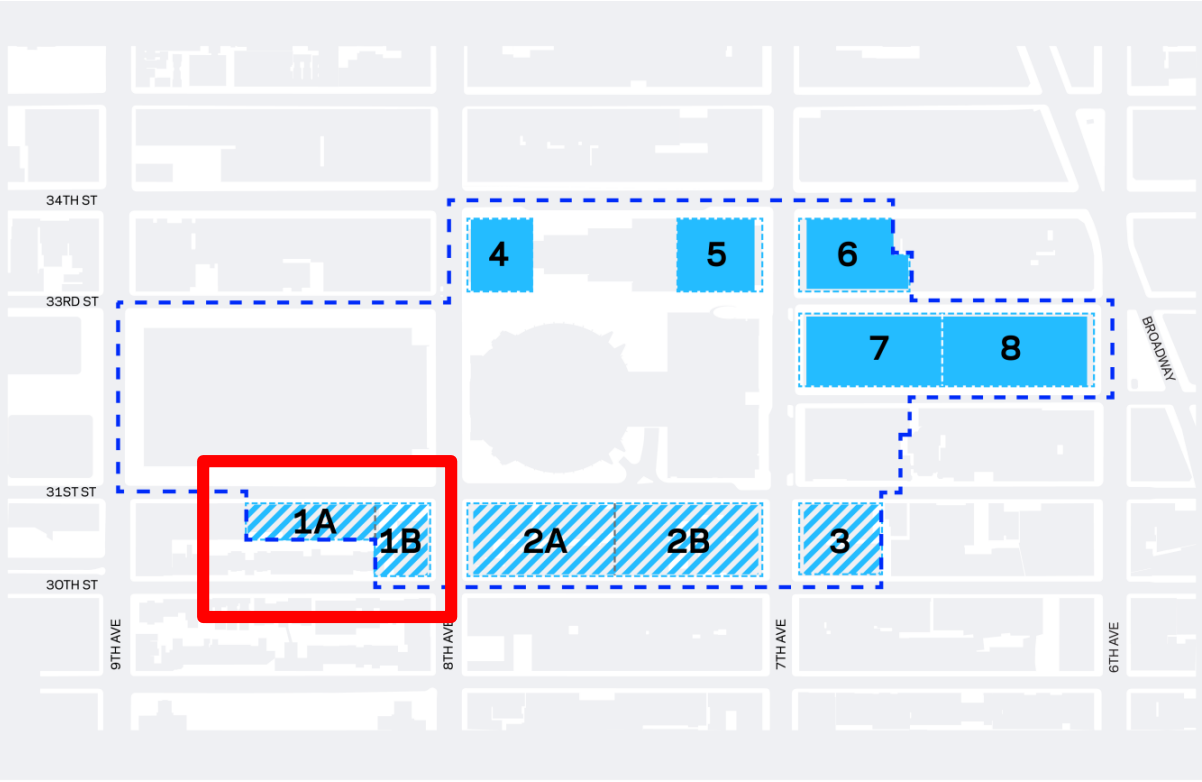 34TH ST
4
5
6
33RD ST
BROADWAY
7
8
31ST ST
1A
1B
2A
2B
3
30TH ST
9TH AVE
8TH AVE
7TH AVE
6TH AVE